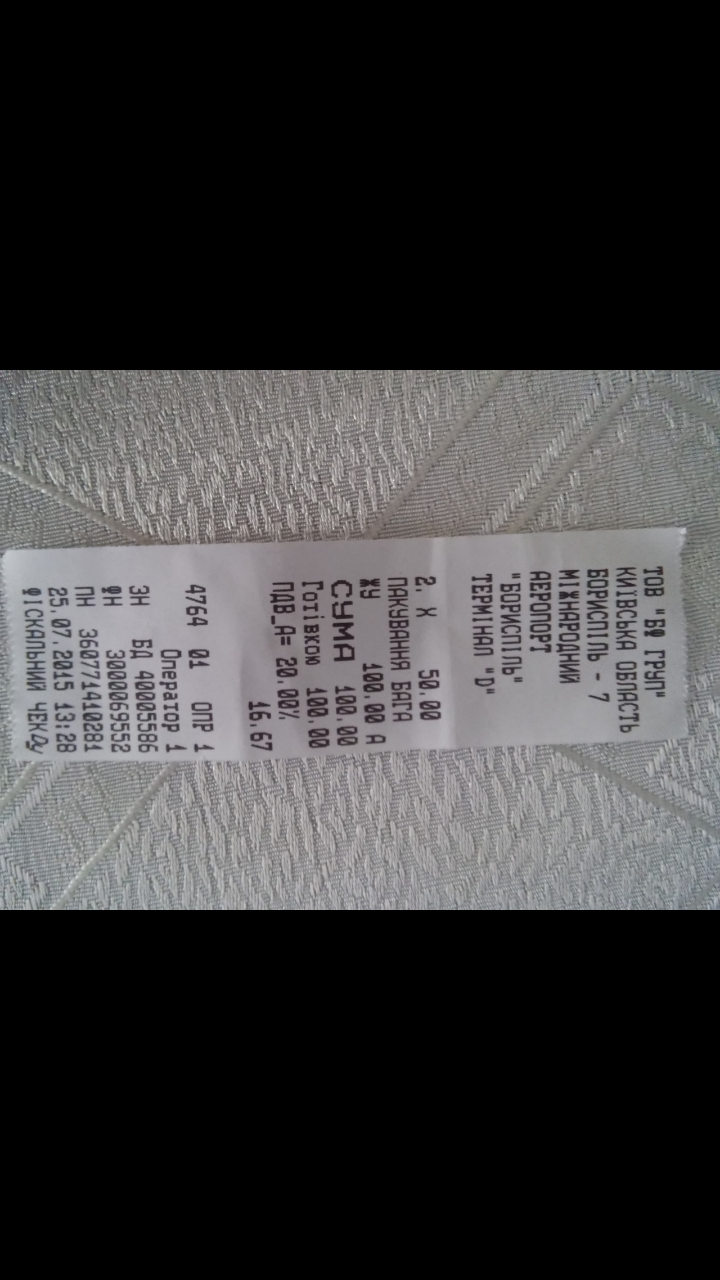 ТОВ "БФ ГРУП"
КИЇВСЬКА ОБЛАСТЬ
БОРИСПІЛЬ - 7
МІЖНАРОДНИЙ
АЕРОПОРТ
"БОРИСПІЛЬ"
ТЕРМІНАЛ "D"
2. X 50.00
ПАКУВАННЯ БАГА
ЖУ 100.00 А
СУМА 100.00
Готівкою 100.00
ПДВ_А= 20,00%
16.67
4764 01 ОПР 1
Оператор 1
ЗН БД 40005586
ФН 3000069552
ПН 360771410281
25.07.2015 13:28
ФІСКАЛЬНИЙ ЧЕК